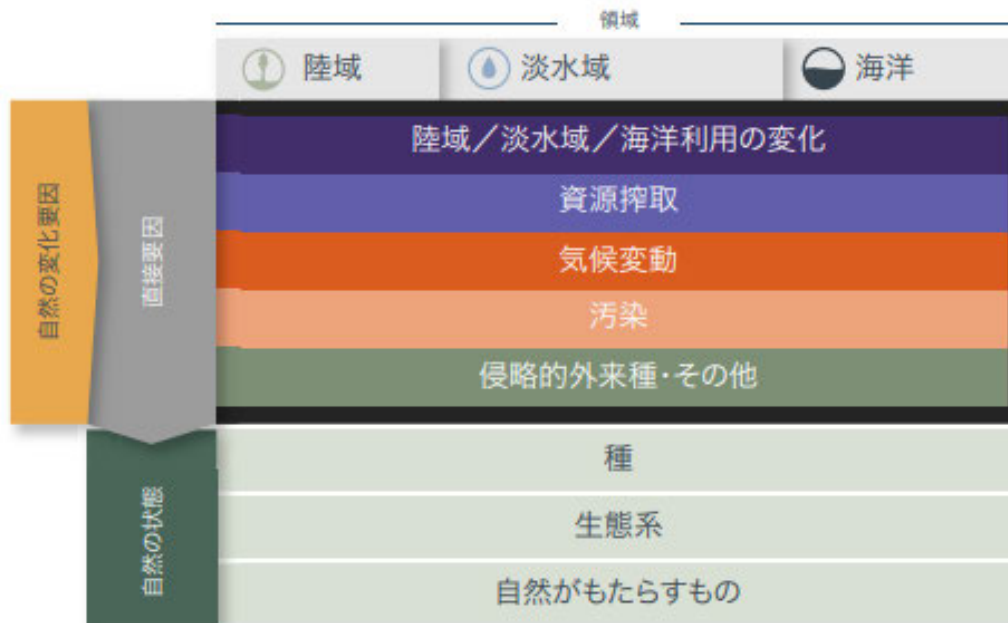 領域
陸域
淡水域
海洋
自然の変化要因
直接要因
陸域／淡水域／海洋利用の変化
資源搾取
気候変動
汚染
侵略的外来種・その他
自然の状態
種
生態系
自然がもたらすもの